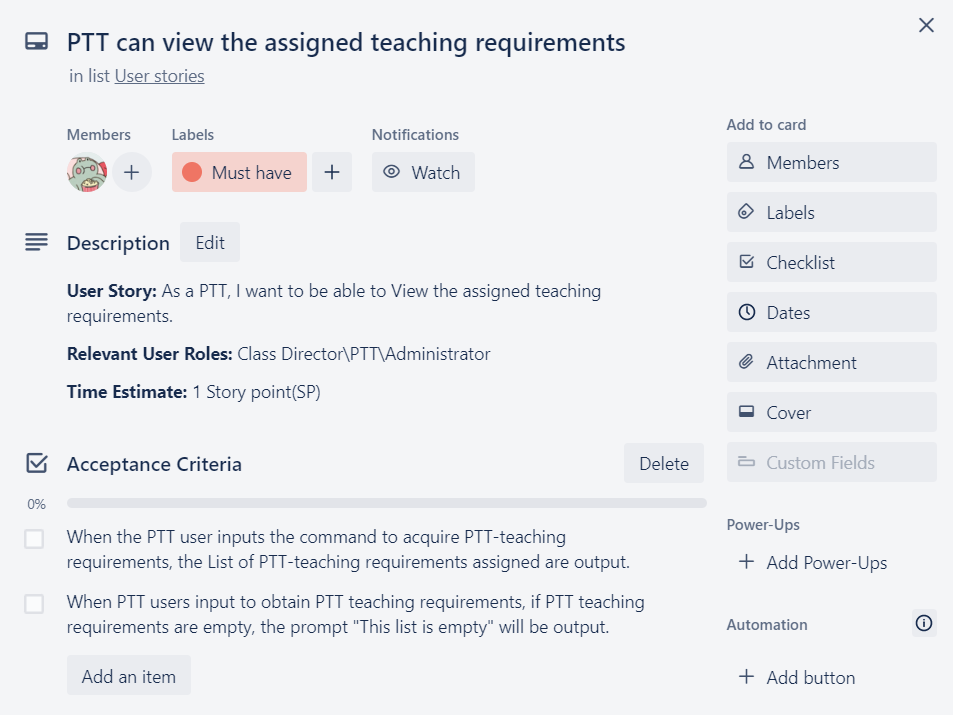 PTT can view the assigned teaching requirements
in list User stories
Members
Labels
Notifications
Must have
Watch
Description
Edit
User Story: As a PTT, I want to be able to View the assigned teaching
requirements.
Relevant User Roles: Class Director\PTT\Administrator
Time Estimate: 1 Story point(SP)
Acceptance Criteria
Delete
0%
When the PTT user inputs the command to acquire PTT-teaching
requirements, the List of PTT-teaching requirements assigned are output.
When PTT users input to obtain PTT teaching requirements, if PTT teaching
requirements are empty, the prompt "This list is empty" will be output.
Add an item
Add to card
Members
Labels
Checklist
Dates
Attachment
Cover
Custom Fields
Power-Ups
+ Add Power-Ups
Automation
+ Add button